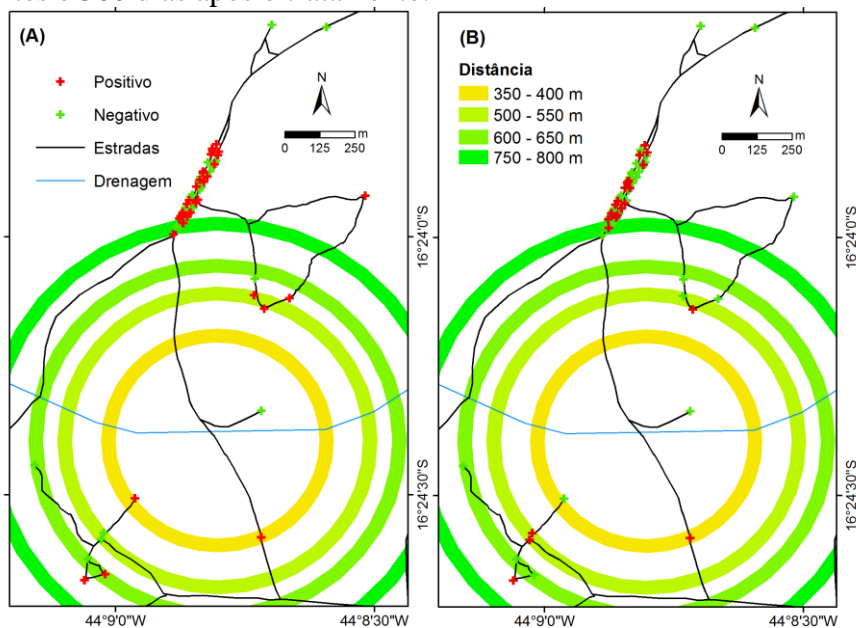 (A)
Positivo
Negativo
Estradas
Drenagem
N
m
0 125 250
16°24'0"S
16°24'30"S
44°9'0"W
44°8'30"W
(B)
Distância
350 - 400 m
500 - 550 m
600 - 650 m
750 - 800 m
N
m
0 125 250
16°24'0"S
16°24'30"S
44°9'0"W
44°8'30"W